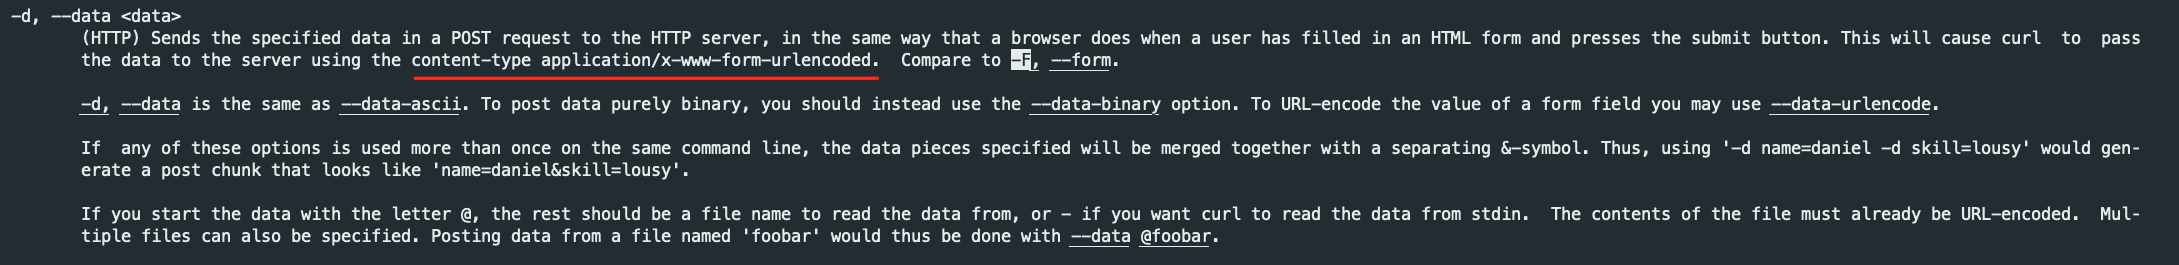 -d, --data <data>
(HTTP) Sends the specified data in a POST request to the HTTP server, in the same way that a browser does when a user has filled in an HTML form and presses the submit button. This will cause curl  to  pass
the data to the server using the content-type application/x-www-form-urlencoded.  Compare to -F, --form.
-d, --data is the same as --data-ascii. To post data purely binary, you should instead use the --data-binary option. To URL-encode the value of a form field you may use --data-urlencode.
If  any of these options is used more than once on the same command line, the data pieces specified will be merged together with a separating &-symbol. Thus, using '-d name=daniel -d skill=lousy' would gen-
erate a post chunk that looks like 'name=daniel&skill=lousy'.
If you start the data with the letter @, the rest should be a file name to read the data from, or - if you want curl to read the data from stdin.  The contents of the file must already be URL-encoded.  Mul-
tiple files can also be specified. Posting data from a file named 'foobar' would thus be done with --data @foobar.